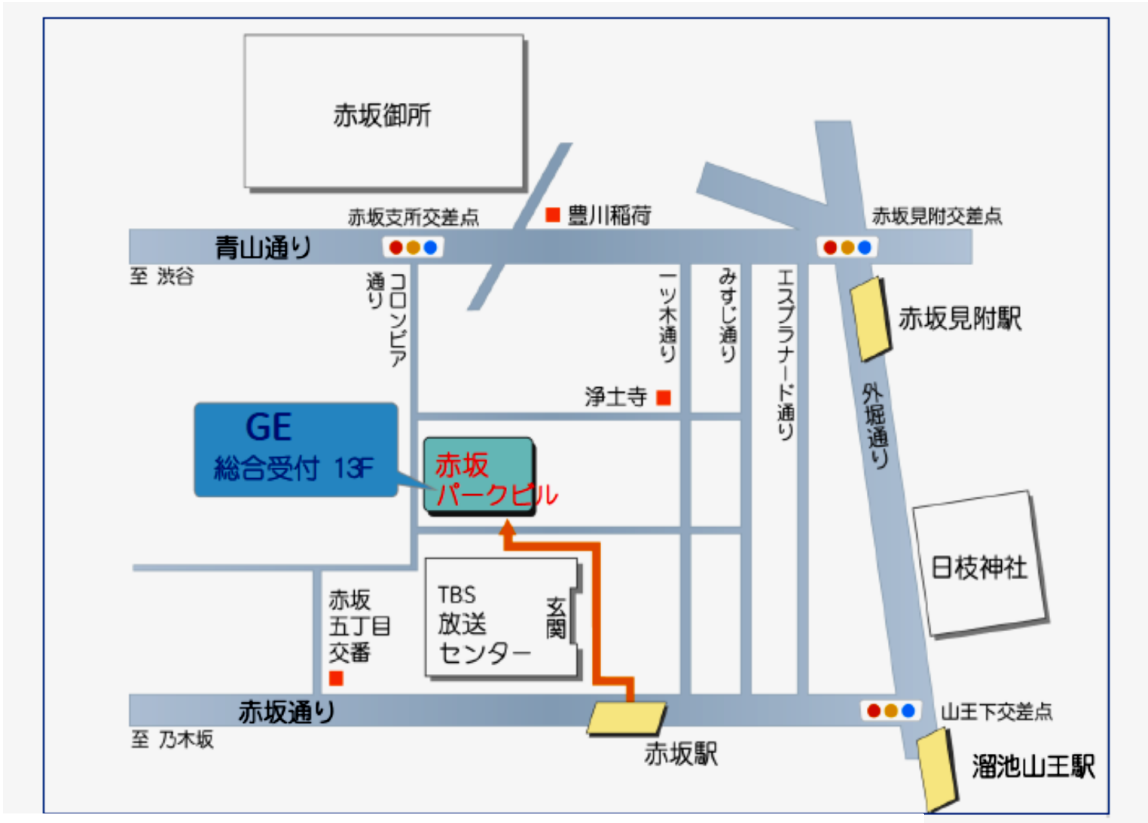 赤坂御所
赤坂支所交差点
豊川稲荷
赤坂見附交差点
青山通り
至 渋谷
コロンビア
通り
一ツ木通り
みすじ通り
エスプラナード通り
赤坂見附駅
外堀通り
浄土寺
GE
総合受付 13F
赤坂
パークビル
日枝神社
赤坂
五丁目
交番
TBS
放送
センター
玄関
赤坂通り
至 乃木坂
赤坂駅
山王下交差点
溜池山王駅